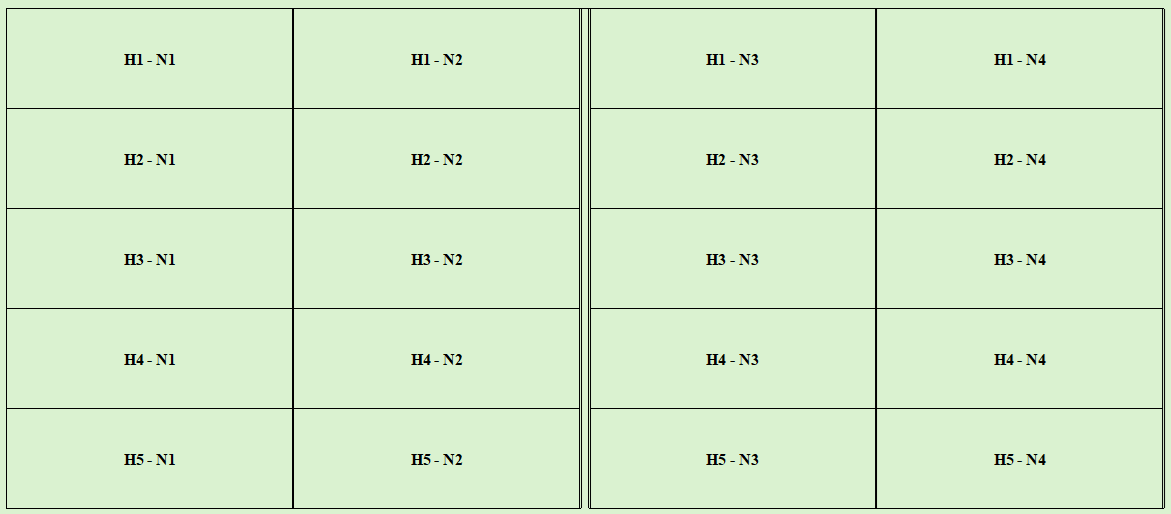 H1 - N1 H1 - N2 H1 - N3 H1 - N4
H2 - N1 H2 - N2 H2 - N3 H2 - N4
H3 - N1 H3 - N2 H3 - N3 H3 - N4
H4 - N1 H4 - N2 H4 - N3 H4 - N4
H5 - N1 H5 - N2 H5 - N3 H5 - N4